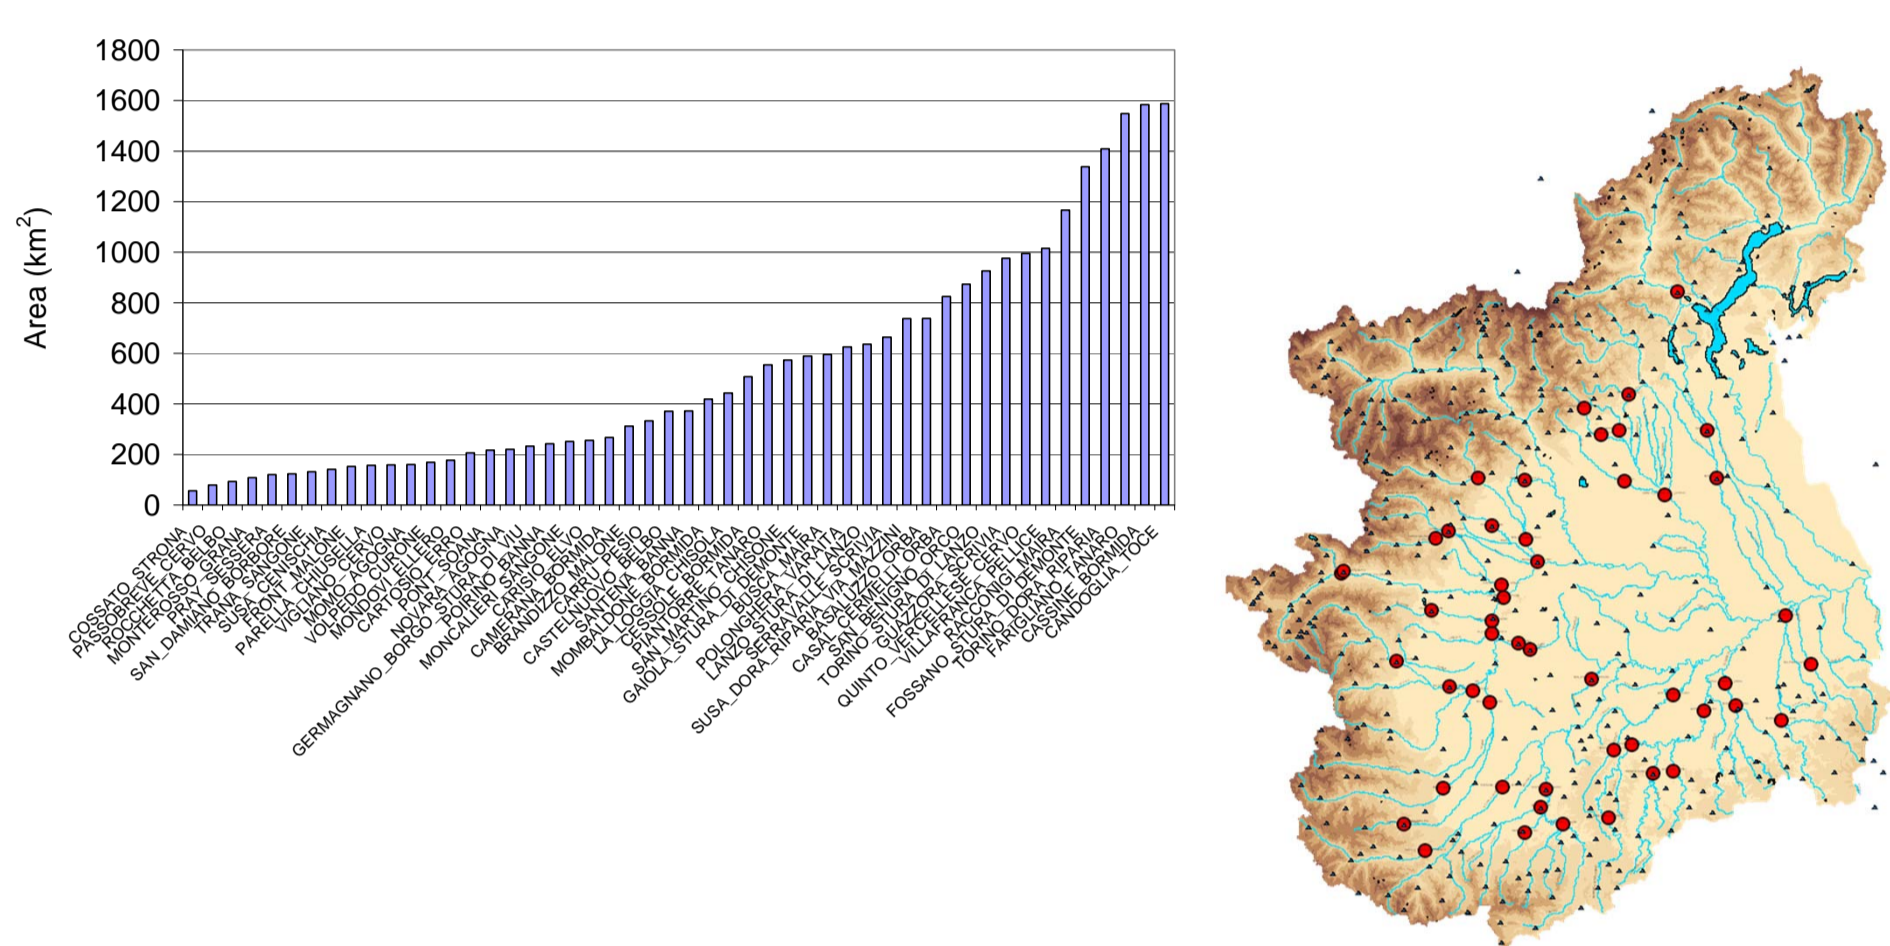 1800
1600
1400
1200
1000
800
600
400
200
0
Area (km²)
COSSATO_STRONA
PASSOBREVE_CERVO
ROCCHETTA_BELBO
MONTEROSSO_GRANA
PRAY_SESSERA
SAN_DAMIANO_BORBORE
TRANA_SANGONE
SUSA_CENISCHIA
FRONT_MALONE
PARELLA_CHIUSELLA
VIGLIANO_CERVO
MOMO_AGOGNA
VOLPEDO_CURONE
MONDOVI_ELLERO
CARTOSIO_ERRO
PONT_SOANA
NOVARA_AGOGNA
GERMAGNANO_BORGO_STURA_DI_VIU
POIRINO_BANNA
MONCALIERI_SANGONE
CARISIO_ELVO
CAMERANA_BORMIDA
BRANDIZZO_MALONE
CARRU_PESIO
CASTELNUOVO_BELBO
SANTENA_BANNA
MOMBALDONE_BORMIDA
LA_LOGGIA_CHISOLA
CESSOLE_BORMIDA
PIANTORRE_TANARO
SAN_MARTINO_CHISONE
GAIOLA_STURA_DI_DEMONTE
BUSCA_MAIRA
POLONGHERA_VARAITA
LANZO_STURA_DI_LANZO
SERRAVALLE_SCRIVIA
SUSA_DORA_RIPARIA_VIA_MAZZINI
BASALUZZO_ORBA
CASAL_CERMELLI_ORBA
SAN_BENIGNO_ORCO
TORINO_STURA_DI_LANZO
GUAZZORA_SCRIVIA
QUINTO_VERCELLESE_CERVO
VILLAFRANCA_PELLICE
RACCONIGI_MAIRA
FOSSANO_STURA_DI_DEMONTE
TORINO_DORA_RIPARIA
FARIGLIANO_TANARO
CASSINE_BORMIDA
CANDOGLIA_TOCE